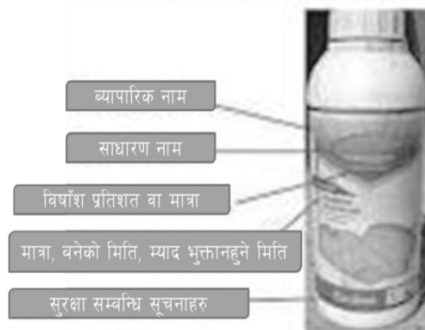 ब्यापारिक नाम
साधारण नाम
विषाँश प्रतिशत वा मात्रा
मात्रा, बनेको मिति, म्याद भुक्तानहुने मिति
सुरक्षा सम्बन्धि सूचनाहरु